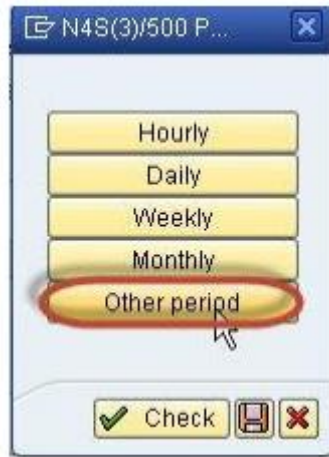 N4S(3)/500 P...
Hourly
Daily
Weekly
Monthly
Other period
Check